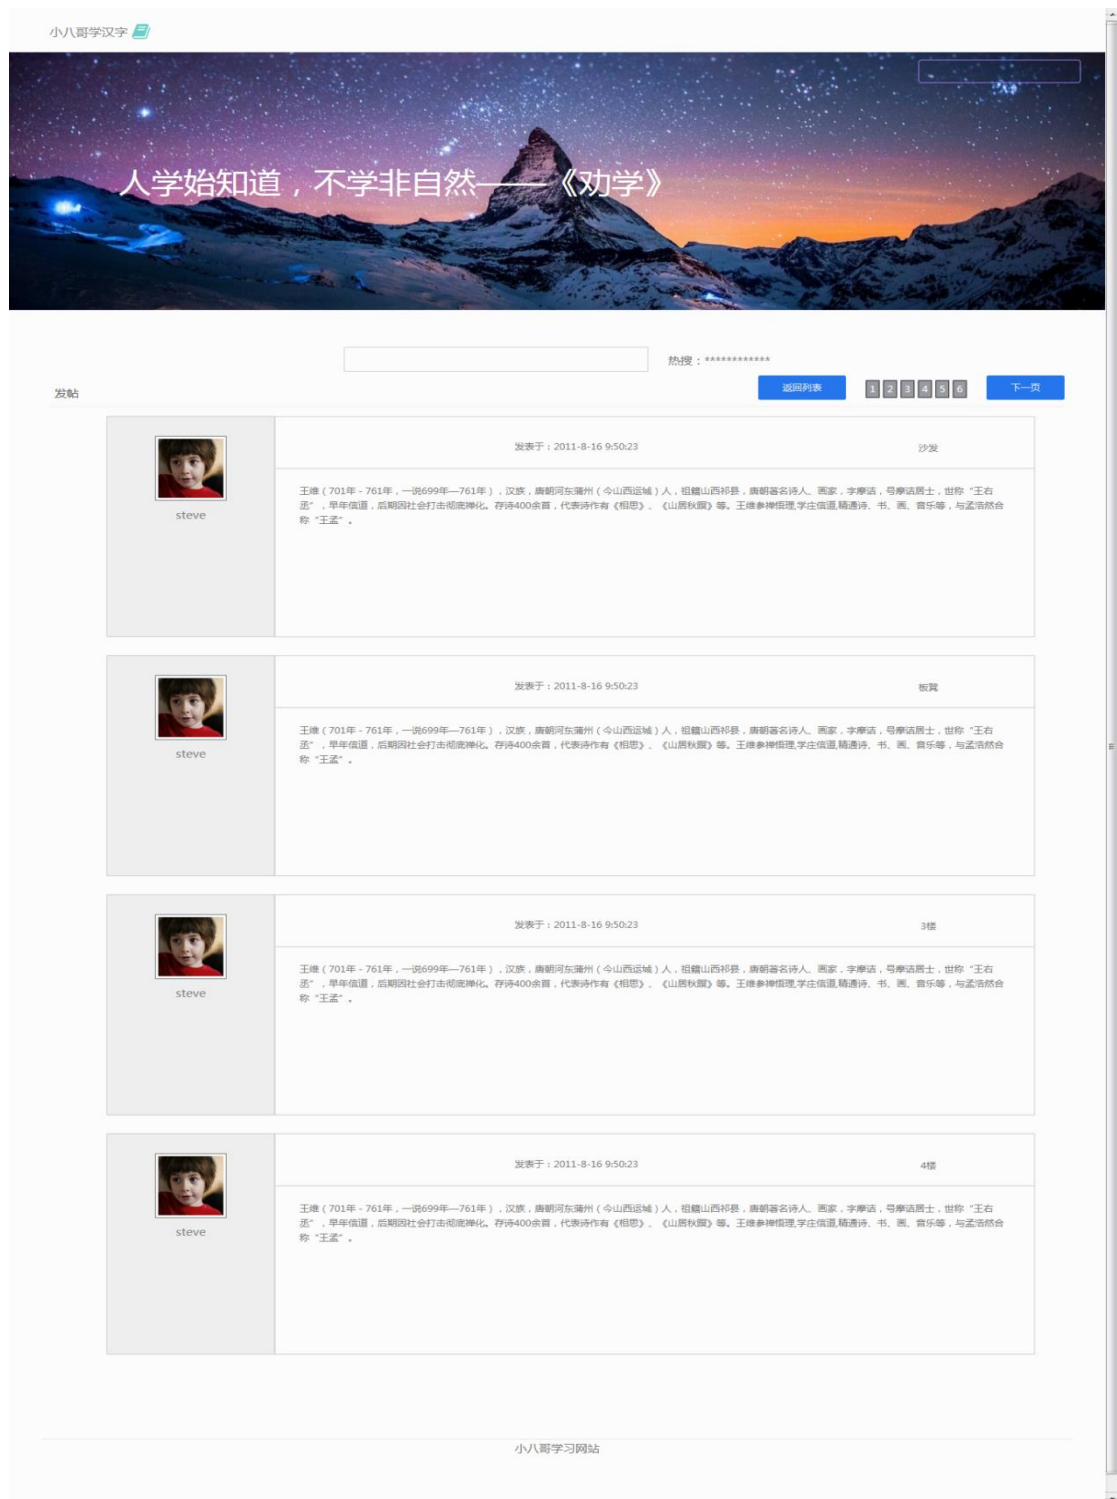 小八哥学汉字
人学始知道，不学非自然——《劝学》
热搜：************
发帖
返回列表 1 2 3 4 5 6 下一页
发表于：2011-8-16 9:50:23 沙发
steve
王维（701年 - 761年，一说699年—761年），汉族，唐朝河东蒲州（今山西运城）人，祖籍山西祁县，唐朝著名诗人、画家，字摩诘，号摩诘居士，世称“王右
丞”，早年信道，后期因社会打击彻底禅化。存诗400余首，代表诗作有《相思》、《山居秋暝》等。王维参禅悟理,学庄信道,精通诗、书、画、音乐等，与孟浩然合
称“王孟”。
发表于：2011-8-16 9:50:23 板凳
steve
王维（701年 - 761年，一说699年—761年），汉族，唐朝河东蒲州（今山西运城）人，祖籍山西祁县，唐朝著名诗人、画家，字摩诘，号摩诘居士，世称“王右
丞”，早年信道，后期因社会打击彻底禅化。存诗400余首，代表诗作有《相思》、《山居秋暝》等。王维参禅悟理,学庄信道,精通诗、书、画、音乐等，与孟浩然合
称“王孟”。
发表于：2011-8-16 9:50:23 3楼
steve
王维（701年 - 761年，一说699年—761年），汉族，唐朝河东蒲州（今山西运城）人，祖籍山西祁县，唐朝著名诗人、画家，字摩诘，号摩诘居士，世称“王右
丞”，早年信道，后期因社会打击彻底禅化。存诗400余首，代表诗作有《相思》、《山居秋暝》等。王维参禅悟理,学庄信道,精通诗、书、画、音乐等，与孟浩然合
称“王孟”。
发表于：2011-8-16 9:50:23 4楼
steve
王维（701年 - 761年，一说699年—761年），汉族，唐朝河东蒲州（今山西运城）人，祖籍山西祁县，唐朝著名诗人、画家，字摩诘，号摩诘居士，世称“王右
丞”，早年信道，后期因社会打击彻底禅化。存诗400余首，代表诗作有《相思》、《山居秋暝》等。王维参禅悟理,学庄信道,精通诗、书、画、音乐等，与孟浩然合
称“王孟”。
小八哥学习网站